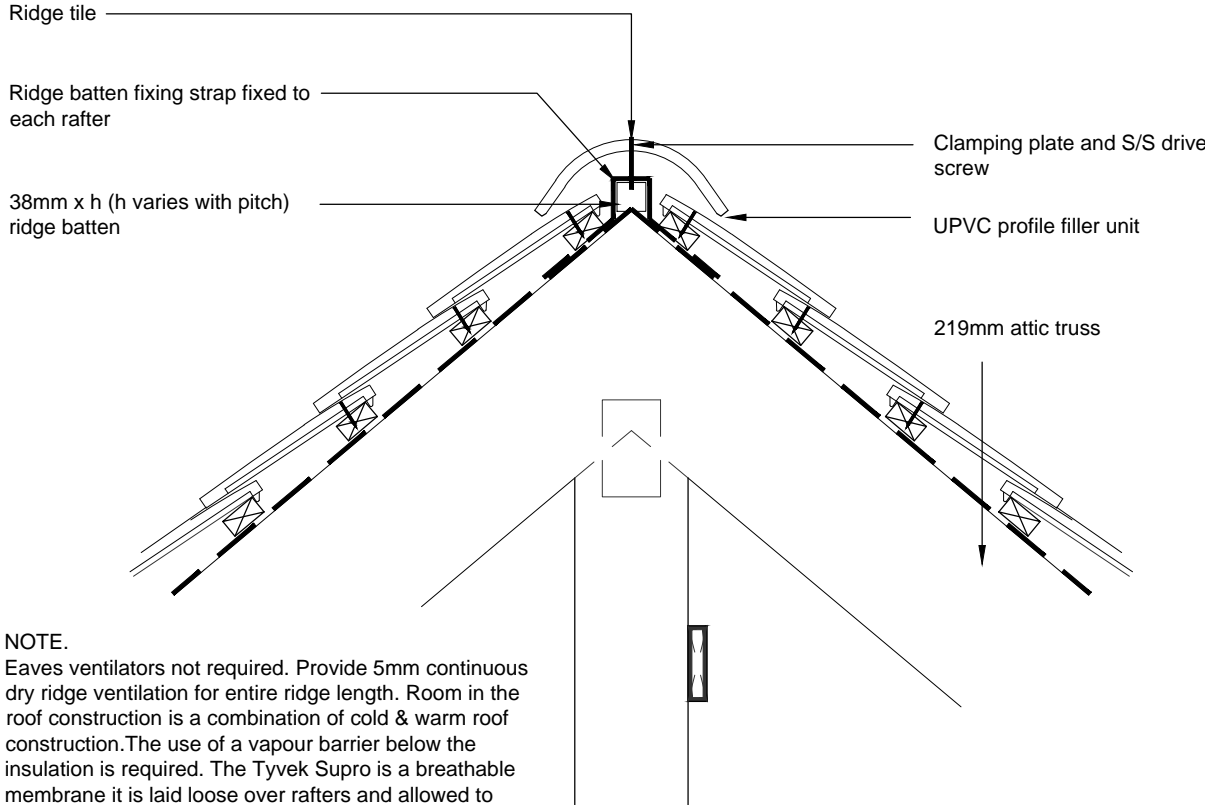 Ridge tile
Ridge batten fixing strap fixed to
each rafter
38mm x h (h varies with pitch)
ridge batten
Clamping plate and S/S drive
screw
UPVC profile filler unit
219mm attic truss
NOTE.
Eaves ventilators not required. Provide 5mm continuous
dry ridge ventilation for entire ridge length. Room in the
roof construction is a combination of cold & warm roof
construction.The use of a vapour barrier below the
insulation is required. The Tyvek Supro is a breathable
membrane it is laid loose over rafters and allowed to